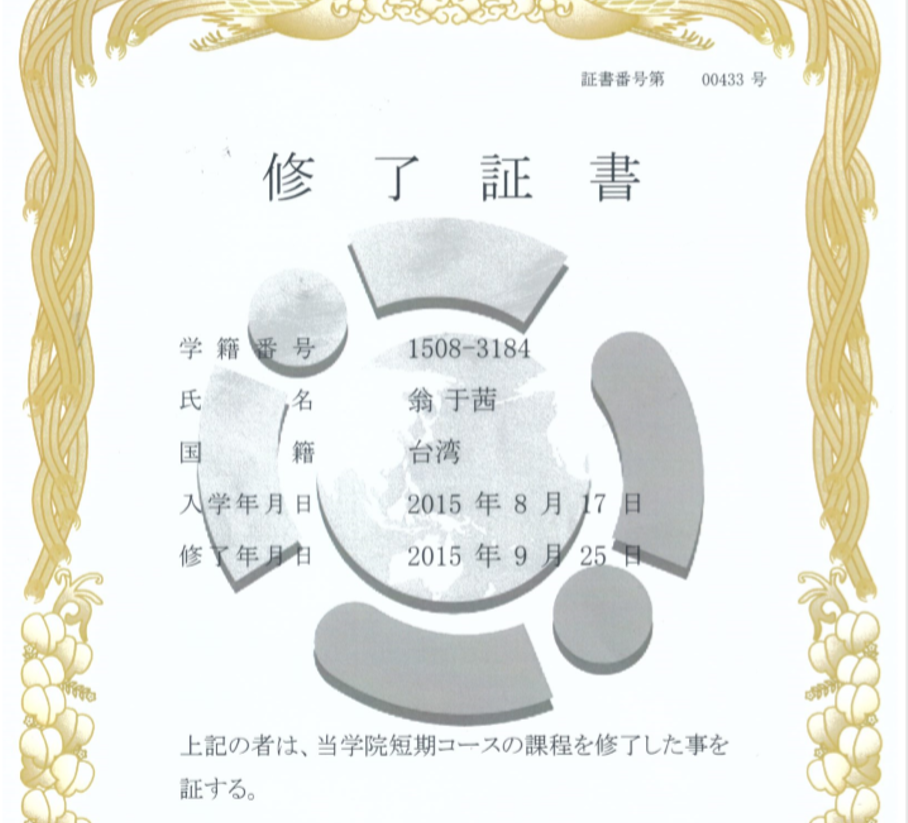 証書番号第 00433 号
修了証書
学籍番号 1508-3184
氏名 翁 于茜
国籍 台湾
入学年月日 2015 年 8 月 17 日
修了年月日 2015 年 9 月 25 日
上記の者は、当学院短期コースの課程を修了した事を
証する。